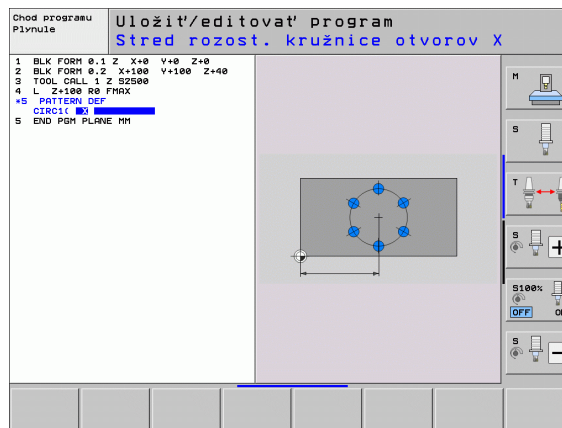 Chod programu
Plynule
Uložiť/editovať program
Stred rozost. kružnice otvorov X
1 BLK FORM 0.1 Z X+0 Y+0 Z+0
2 BLK FORM 0.2 X+100 Y+100 Z+40
3 TOOL CALL 1 Z S2500
4 L Z+100 R0 FMAX
*5 PATTERN DEF
CIRC1( X
5 END PGM PLANE MM
M
S
T
S
+
S100%
OFF
S
-